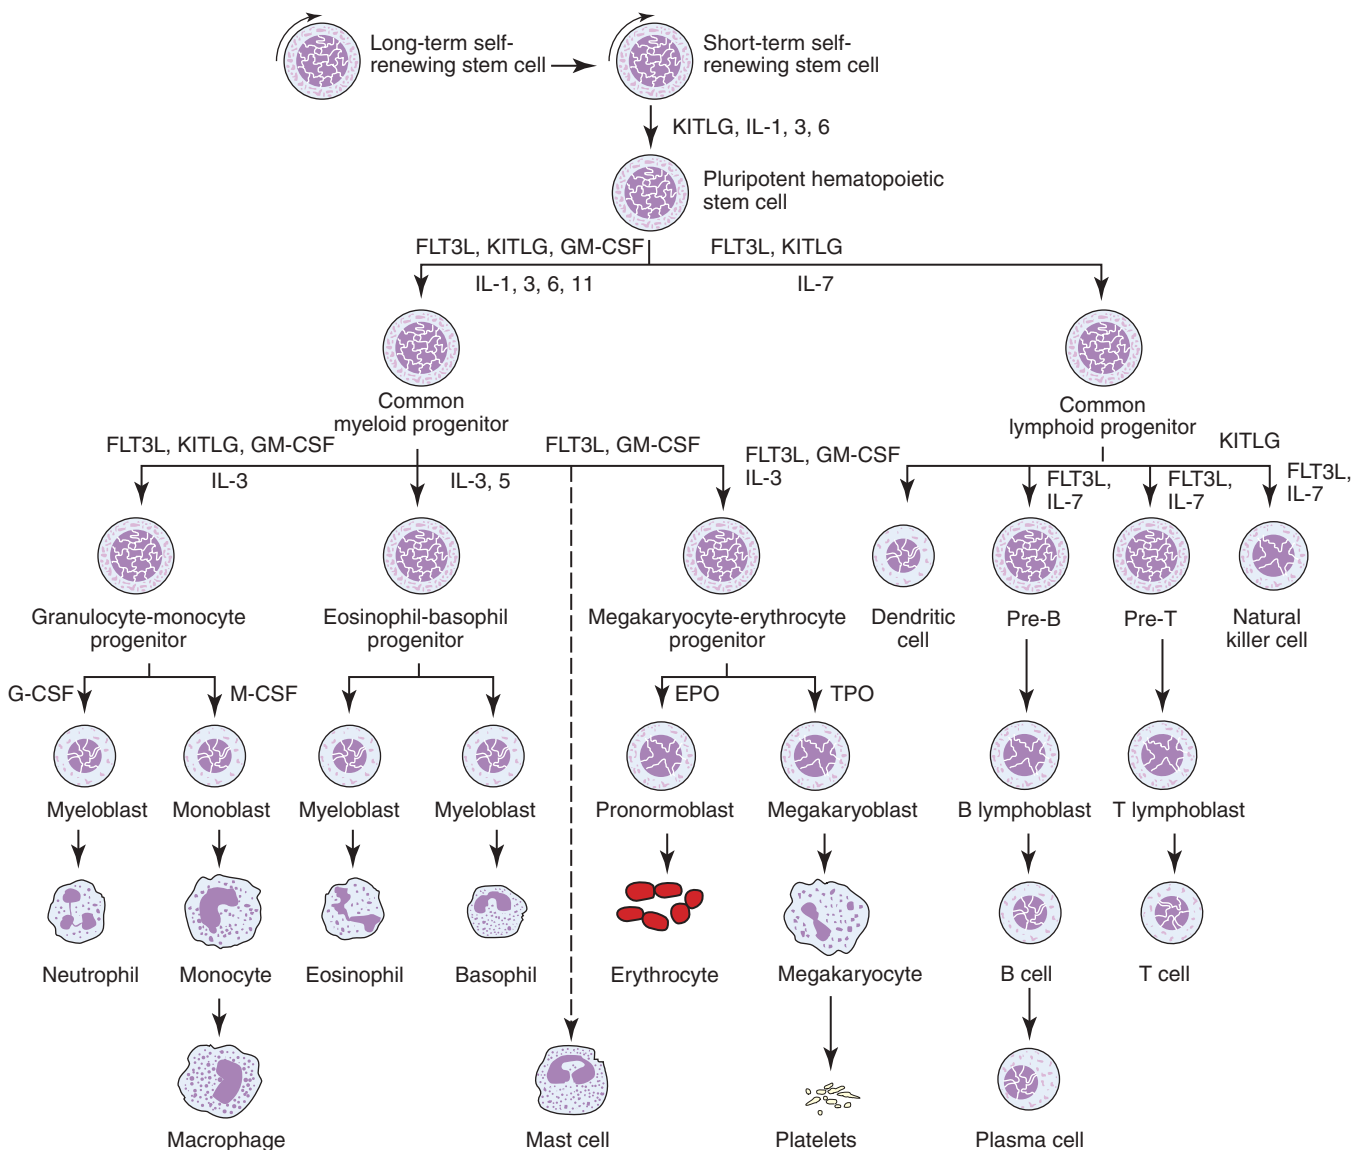 Long-term self-
renewing stem cell
Short-term self-
renewing stem cell
KITLG, IL-1, 3, 6
Pluripotent hematopoietic
stem cell
FLT3L, KITLG, GM-CSF
FLT3L, KITLG
IL-1, 3, 6, 11
IL-7
Common
myeloid progenitor
Common
lymphoid progenitor
FLT3L, KITLG, GM-CSF
IL-3
IL-3, 5
FLT3L, GM-CSF
FLT3L, GM-CSF
IL-3
KITLG
FLT3L,
IL-7
FLT3L,
IL-7
FLT3L,
IL-7
Granulocyte-monocyte
progenitor
Eosinophil-basophil
progenitor
Megakaryocyte-erythrocyte
progenitor
Dendritic
cell
Pre-B
Pre-T
Natural
killer cell
G-CSF
M-CSF
EPO
TPO
Myeloblast
Monoblast
Myeloblast
Myeloblast
Pronormoblast
Megakaryoblast
B lymphoblast
T lymphoblast
Neutrophil
Monocyte
Eosinophil
Basophil
Erythrocyte
Megakaryocyte
B cell
T cell
Macrophage
Mast cell
Platelets
Plasma cell